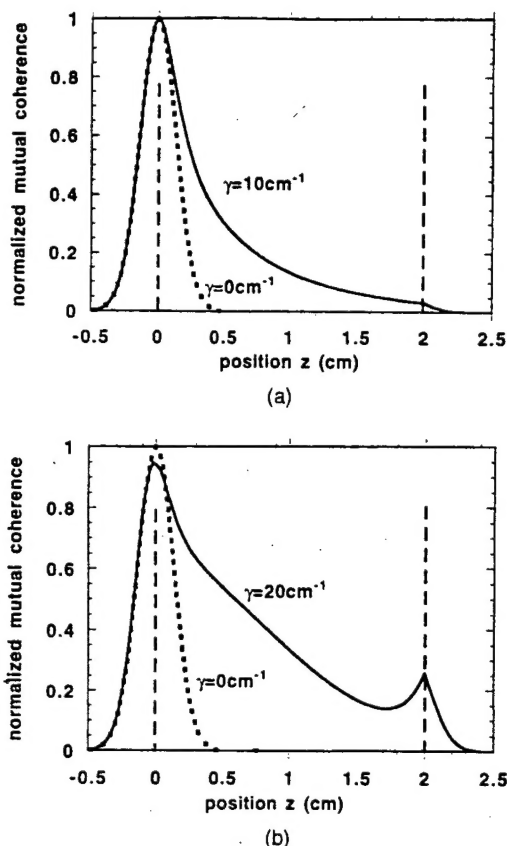 1
0.8
0.6
0.4
0.2
0
normalized mutual coherence
γ=10cm⁻¹
γ=0cm⁻¹
-0.5 0 0.5 1 1.5 2 2.5
position z (cm)
(a)
1
0.8
0.6
0.4
0.2
0
normalized mutual coherence
γ=20cm⁻¹
γ=0cm⁻¹
-0.5 0 0.5 1 1.5 2 2.5
position z (cm)
(b)